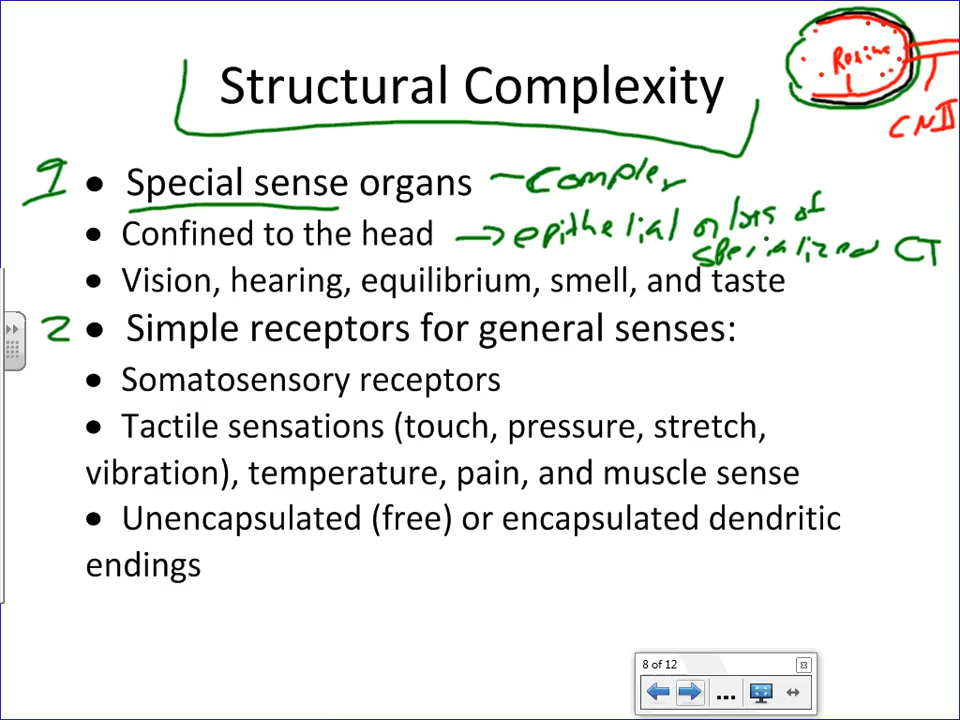 Structural Complexity
Retina
CN II
1 • Special sense organs – Complex
• Confined to the head → epithelial or lots of
specialized CT
• Vision, hearing, equilibrium, smell, and taste
2 • Simple receptors for general senses:
• Somatosensory receptors
• Tactile sensations (touch, pressure, stretch,
vibration), temperature, pain, and muscle sense
• Unencapsulated (free) or encapsulated dendritic
endings
8 of 12
...